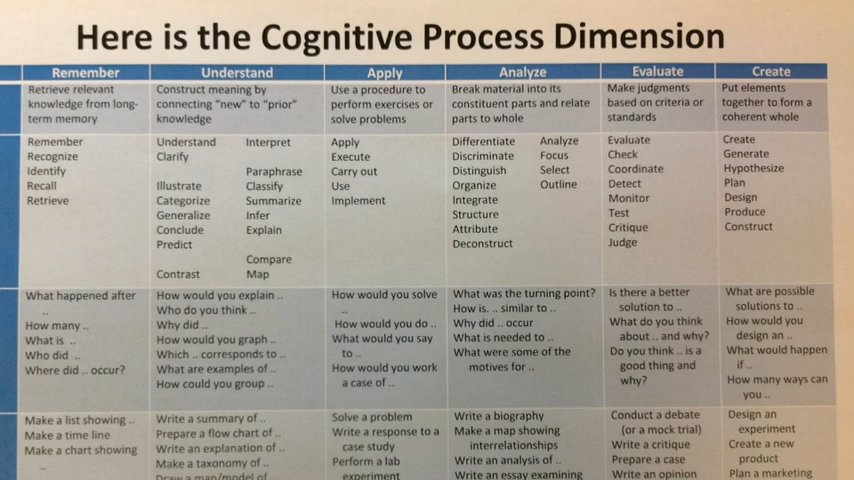 Here is the Cognitive Process Dimension
Remember Understand Apply Analyze Evaluate Create
Retrieve relevant
knowledge from long-
term memory
Construct meaning by
connecting "new" to "prior"
knowledge
Use a procedure to
perform exercises or
solve problems
Break material into its
constituent parts and relate
parts to whole
Make judgments
based on criteria or
standards
Put elements
together to form a
coherent whole
Remember
Recognize
Identify
Recall
Retrieve
Understand Interpret
Clarify
Paraphrase
Illustrate Classify
Categorize Summarize
Generalize Infer
Conclude Explain
Predict
Compare
Contrast Map
Apply
Execute
Carry out
Use
Implement
Differentiate Analyze
Discriminate Focus
Distinguish Select
Organize Outline
Integrate
Structure
Attribute
Deconstruct
Evaluate
Check
Coordinate
Detect
Monitor
Test
Critique
Judge
Create
Generate
Hypothesize
Plan
Design
Produce
Construct
What happened after
..
How many ..
What is ..
Who did ..
Where did .. occur?
How would you explain ..
Who do you think ..
Why did ..
How would you graph ..
Which .. corresponds to ..
What are examples of ..
How could you group ..
How would you solve
..
How would you do ..
What would you say
to ..
How would you work
a case of ..
What was the turning point?
How is. .. similar to ..
Why did .. occur
What is needed to ..
What were some of the
motives for ..
Is there a better
solution to ..
What do you think
about .. and why?
Do you think .. is a
good thing and
why?
What are possible
solutions to ..
How would you
design an ..
What would happen
if ..
How many ways can
you ..
Make a list showing ..
Make a time line
Make a chart showing
..
Write a summary of ..
Prepare a flow chart of ..
Write an explanation of ..
Make a taxonomy of ..
Draw a map/model of
Solve a problem
Write a response to a
case study
Perform a lab
experiment
Write a biography
Make a map showing
interrelationships
Write an analysis of ..
Write an essay examining
Conduct a debate
(or a mock trial)
Write a critique
Prepare a case
Write an opinion
Design an
experiment
Create a new
product
Plan a marketing